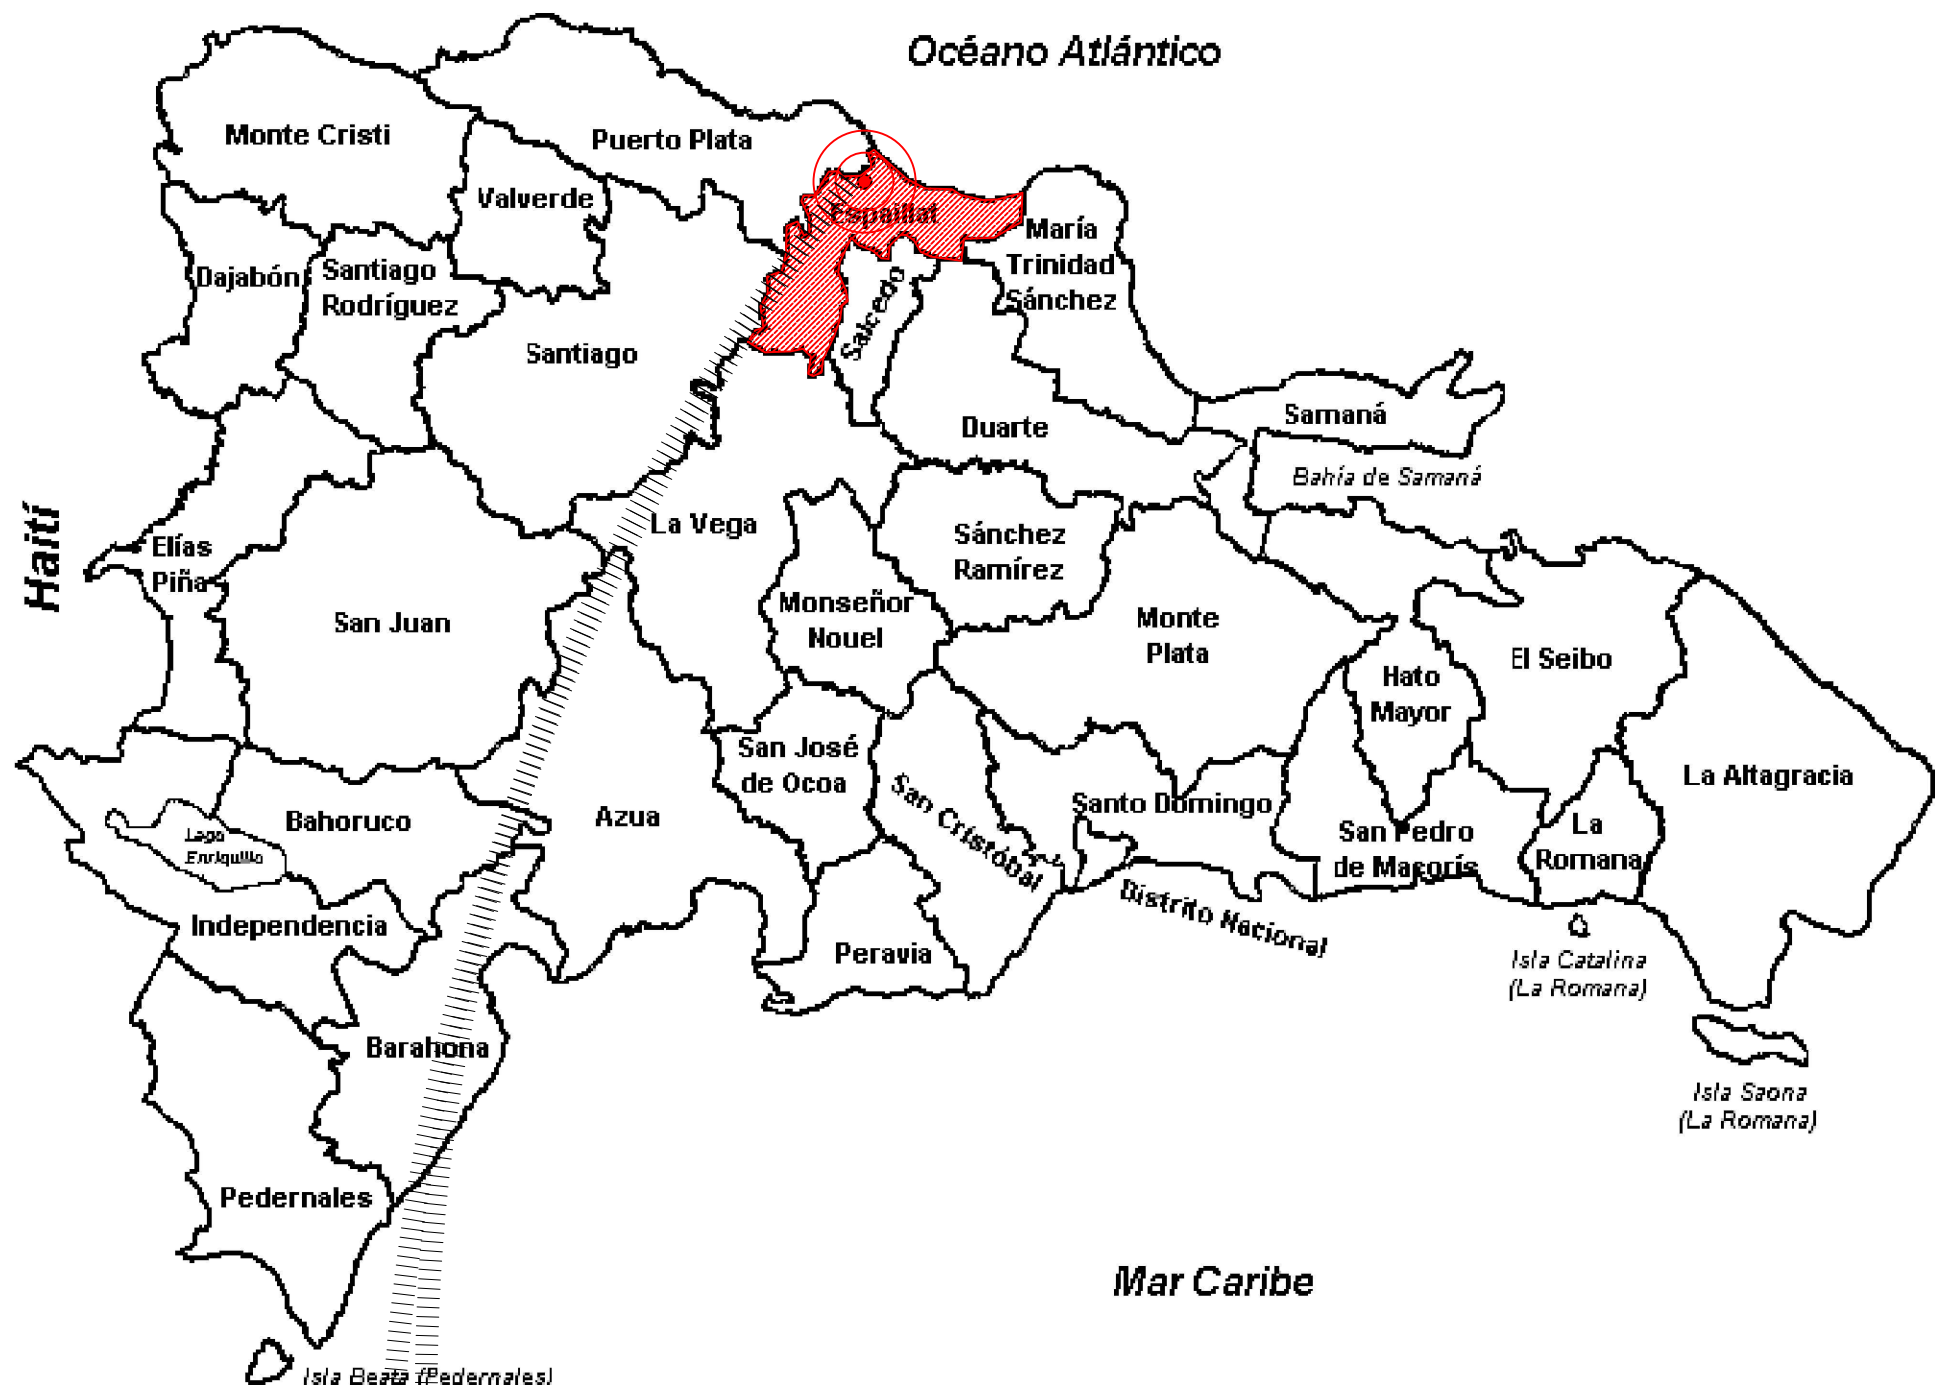 Océano Atlántico
Monte Cristi
Puerto Plata
Valverde
Espaillat
María
Trinidad
Sánchez
Dajabón
Santiago
Rodríguez
Salcedo
Santiago
Samaná
Duarte
Bahía de Samaná
Haití
La Vega
Sánchez
Ramírez
Elías
Piña
San Juan
Monseñor
Nouel
Monte
Plata
El Seibo
Hato
Mayor
San José
de Ocoa
La Altagracia
San Cristóbal
Santo Domingo
Azua
Bahoruco
Lago
Enriquillo
San Pedro
de Macorís
La
Romana
Distrito Nacional
Independencia
Peravia
Isla Catalina
(La Romana)
Barahona
Isla Saona
(La Romana)
Pedernales
Mar Caribe
Isla Beata (Pedernales)